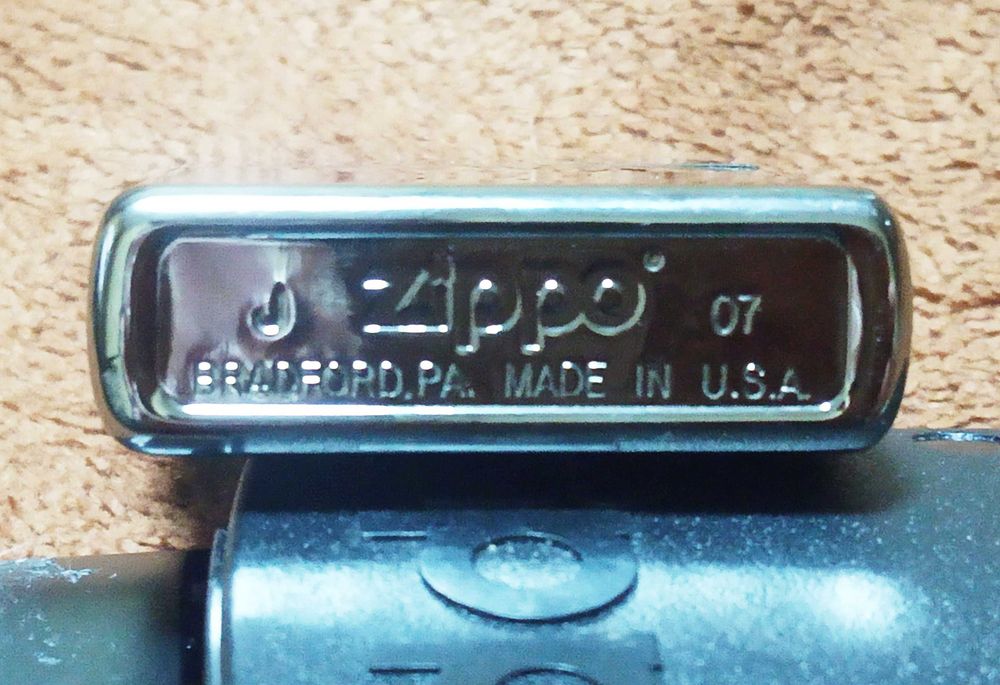 J Zippo® 07
BRADFORD, PA. MADE IN U.S.A.